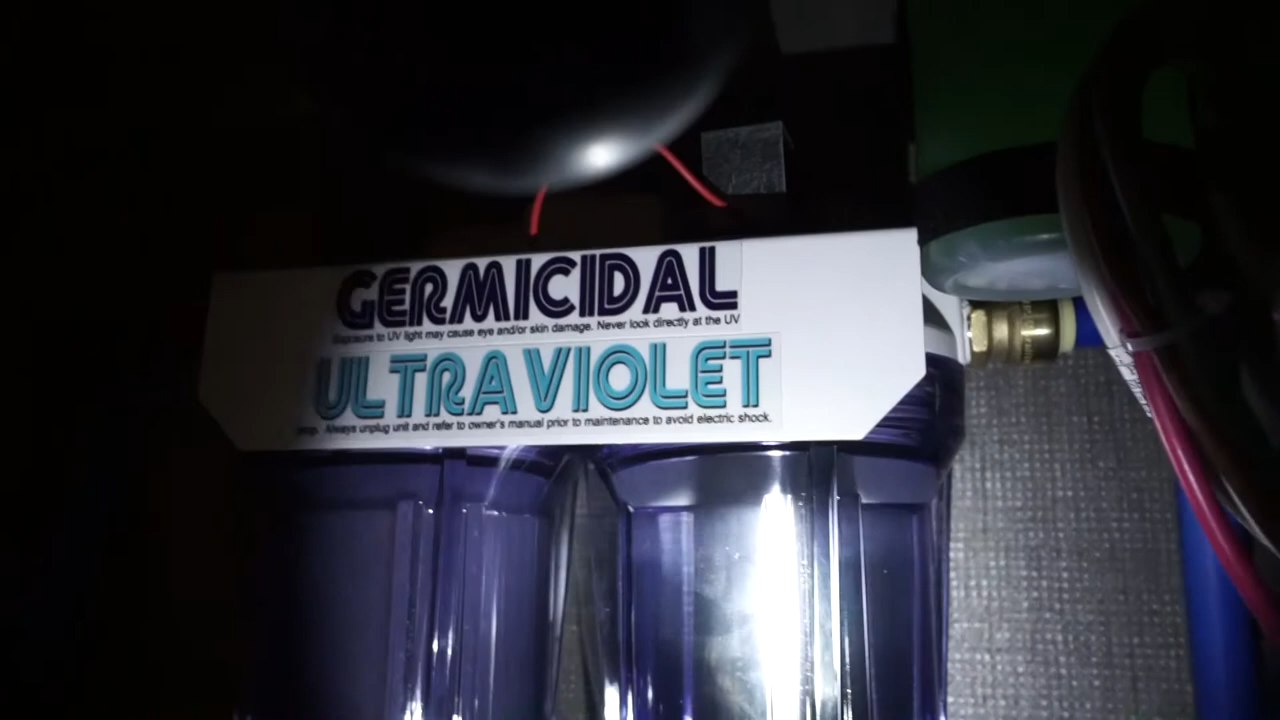 GERMICIDAL
Exposure to UV light may cause eye and/or skin damage. Never look directly at the UV
ULTRAVIOLET
lamp. Always unplug unit and refer to owner's manual prior to maintenance to avoid electric shock.